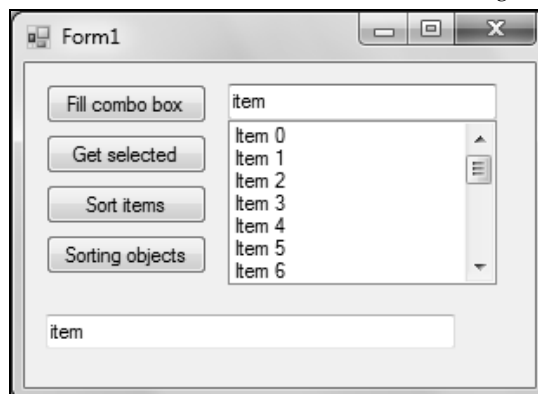 Form1
Fill combo box
item
Get selected
Sort items
Sorting objects
Item 0
Item 1
Item 2
Item 3
Item 4
Item 5
Item 6
item